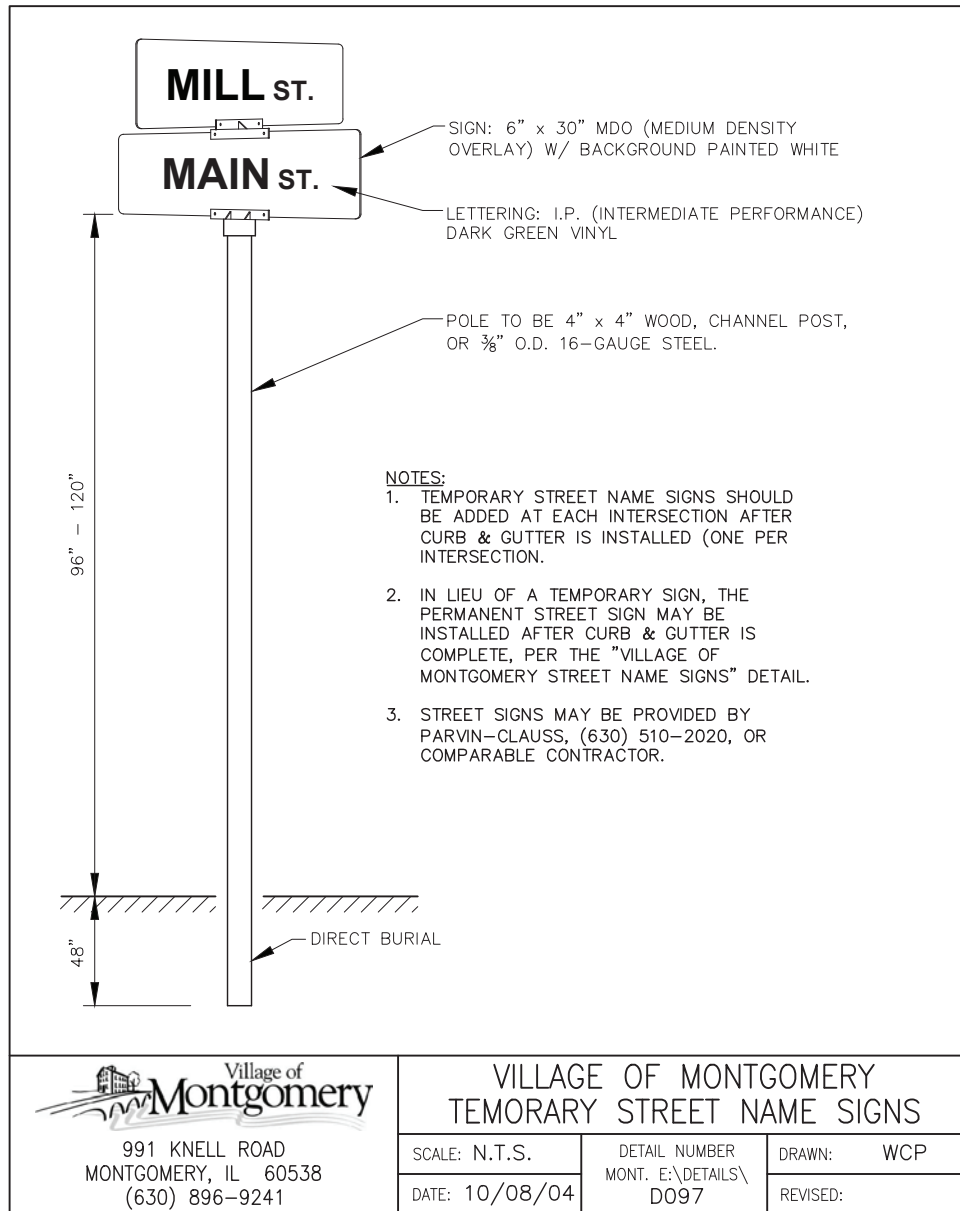 MILL ST.
MAIN ST.
SIGN: 6" x 30" MDO (MEDIUM DENSITY
OVERLAY) W/ BACKGROUND PAINTED WHITE
LETTERING: I.P. (INTERMEDIATE PERFORMANCE)
DARK GREEN VINYL
POLE TO BE 4" x 4" WOOD, CHANNEL POST,
OR ⅜" O.D. 16-GAUGE STEEL.
96" - 120"
NOTES:
1. TEMPORARY STREET NAME SIGNS SHOULD
BE ADDED AT EACH INTERSECTION AFTER
CURB & GUTTER IS INSTALLED (ONE PER
INTERSECTION.
2. IN LIEU OF A TEMPORARY SIGN, THE
PERMANENT STREET SIGN MAY BE
INSTALLED AFTER CURB & GUTTER IS
COMPLETE, PER THE "VILLAGE OF
MONTGOMERY STREET NAME SIGNS" DETAIL.
3. STREET SIGNS MAY BE PROVIDED BY
PARVIN-CLAUSS, (630) 510-2020, OR
COMPARABLE CONTRACTOR.
48"
DIRECT BURIAL
Village of
Montgomery
991 KNELL ROAD
MONTGOMERY, IL 60538
(630) 896-9241
VILLAGE OF MONTGOMERY
TEMORARY STREET NAME SIGNS
SCALE: N.T.S.
DATE: 10/08/04
DETAIL NUMBER
MONT. E:\DETAILS\
D097
DRAWN: WCP
REVISED: